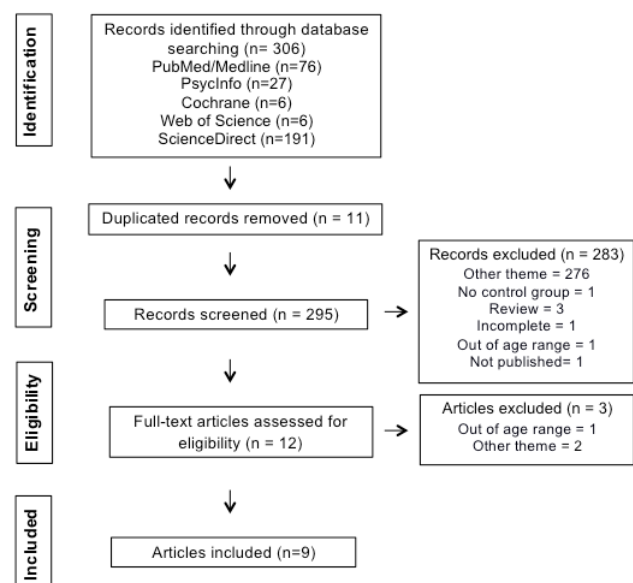 Identification
Records identified through database
searching (n= 306)
PubMed/Medline (n=76)
PsycInfo (n=27)
Cochrane (n=6)
Web of Science (n=6)
ScienceDirect (n=191)
Screening
Duplicated records removed (n = 11)
Records screened (n = 295)
Records excluded (n = 283)
Other theme = 276
No control group = 1
Review = 3
Incomplete = 1
Out of age range = 1
Not published= 1
Eligibility
Full-text articles assessed for
eligibility (n = 12)
Articles excluded (n = 3)
Out of age range = 1
Other theme = 2
Included
Articles included (n=9)